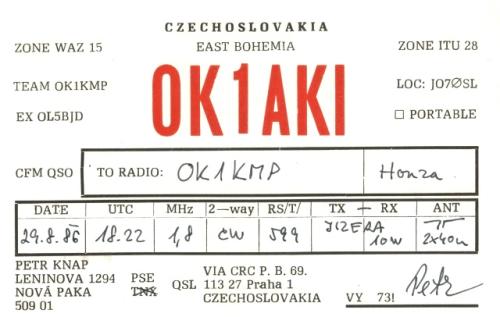 CZECHOSLOVAKIA
ZONE WAZ 15 EAST BOHEMIA ZONE ITU 28
TEAM OK1KMP LOC: JO7ØSL
OK1AKI
EX OL5BJD □ PORTABLE
CFM QSO TO RADIO: OK1KMP Honza
DATE UTC MHz 2—way RS/T/ TX — RX ANT
29.8.86 18.22 1,8 CW 599 JIZERA 10W 2x40m
PETR KNAP VIA CRC P. B. 69.
LENINOVA 1294 PSE QSL 113 27 Praha 1
NOVÁ PAKA TNX CZECHOSLOVAKIA VY 73! Petr
509 01